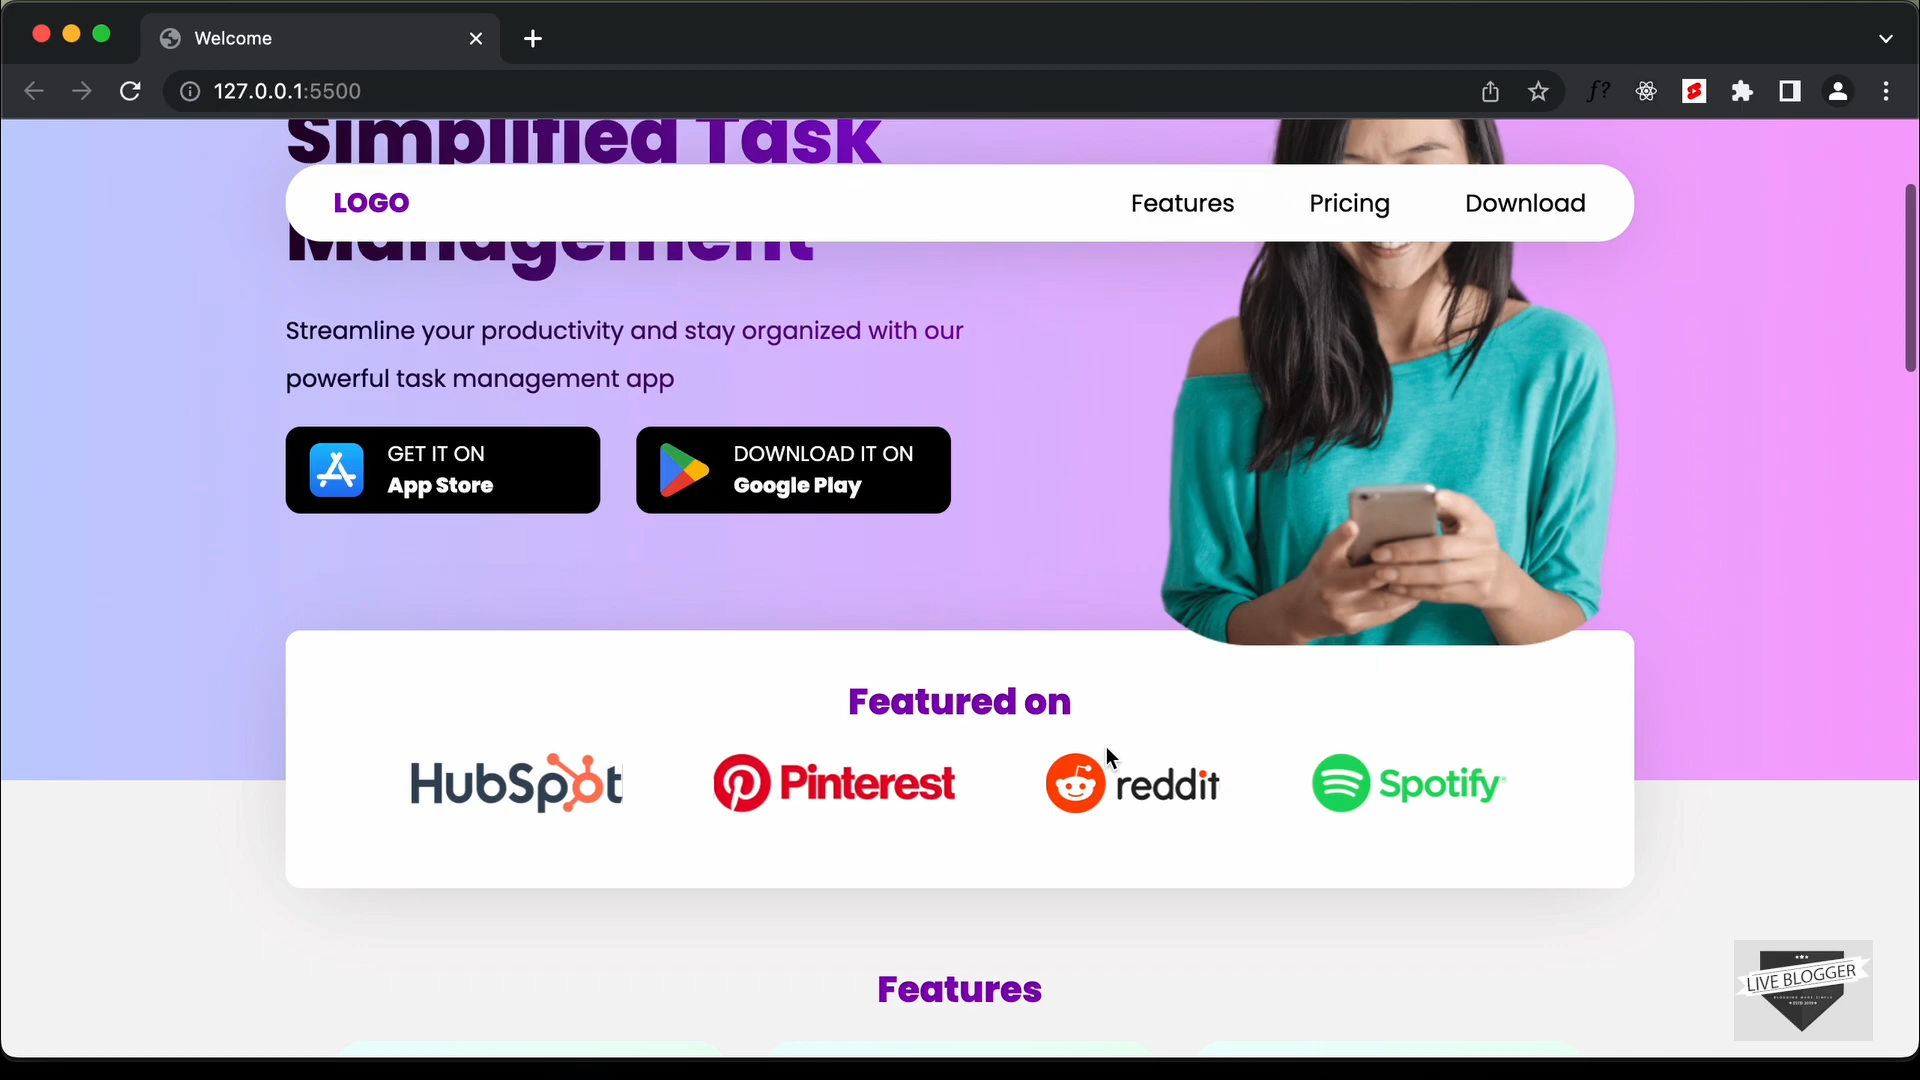 Welcome
127.0.0.1:5500
f?
Simplified Task
LOGO
Features
Pricing
Download
Management
Streamline your productivity and stay organized with our
powerful task management app
GET IT ON
App Store
DOWNLOAD IT ON
Google Play
Featured on
HubSpot
Pinterest
reddit
Spotify
Features
LIVE BLOGGER